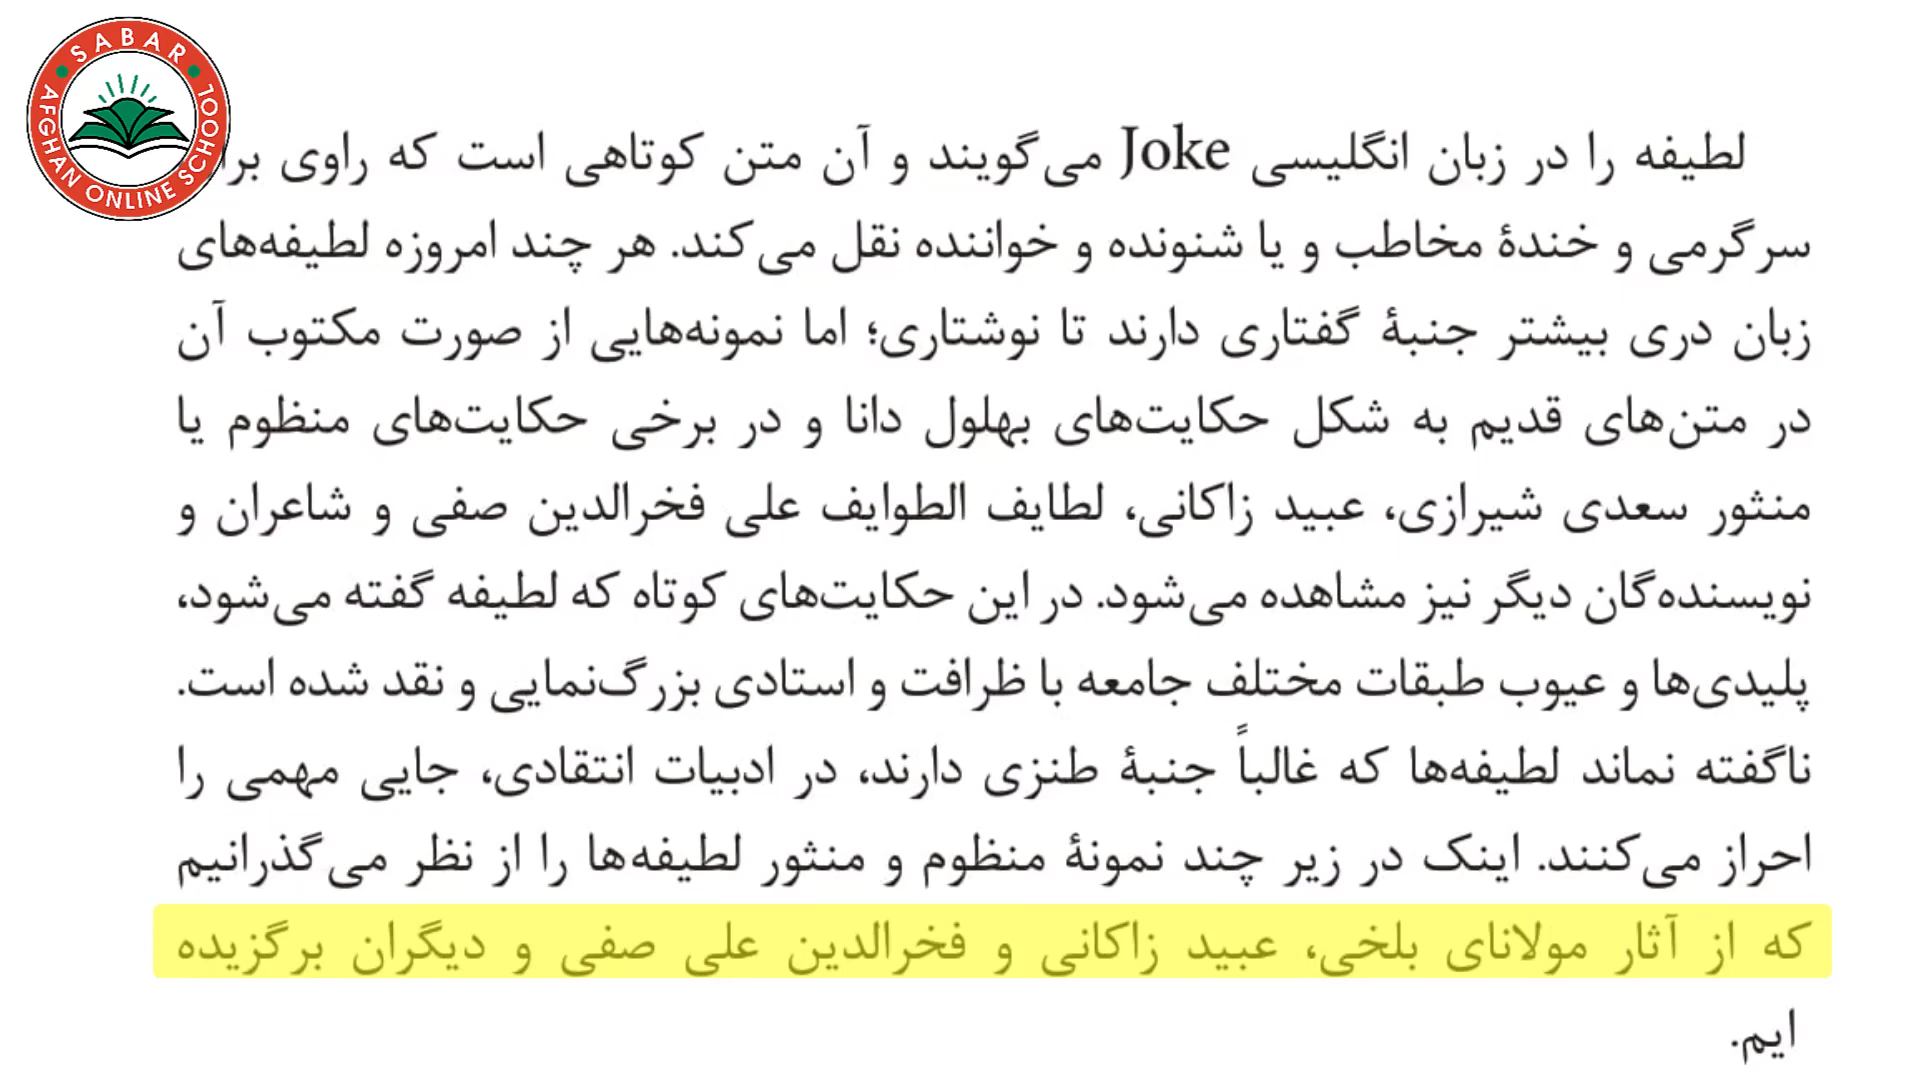 SABAR
AFGHAN ONLINE SCHOOL
لطیفه را در زبان انگلیسی Joke می‌گویند و آن متن کوتاهی است که راوی
سرگرمی و خندهٔ مخاطب و یا شنونده و خواننده نقل می‌کند. هر چند امروزه لطیفه‌های
زبان دری بیشتر جنبهٔ گفتاری دارند تا نوشتاری؛ اما نمونه‌هایی از صورت مکتوب آن
در متن‌های قدیم به شکل حکایت‌های بهلول دانا و در برخی حکایت‌های منظوم یا
منثور سعدی شیرازی، عبید زاکانی، لطایف الطوایف علی فخرالدین صفی و شاعران و
نویسنده‌گان دیگر نیز مشاهده می‌شود. در این حکایت‌های کوتاه که لطیفه گفته می‌شود،
پلیدی‌ها و عیوب طبقات مختلف جامعه با ظرافت و استادی بزرگ‌نمایی و نقد شده است.
ناگفته نماند لطیفه‌ها که غالباً جنبهٔ طنزی دارند، در ادبیات انتقادی، جایی مهمی را
احراز می‌کنند. اینک در زیر چند نمونهٔ منظوم و منثور لطیفه‌ها را از نظر می‌گذرانیم
که از آثار مولانای بلخی، عبید زاکانی و فخرالدین علی صفی و دیگران برگزیده
ایم.